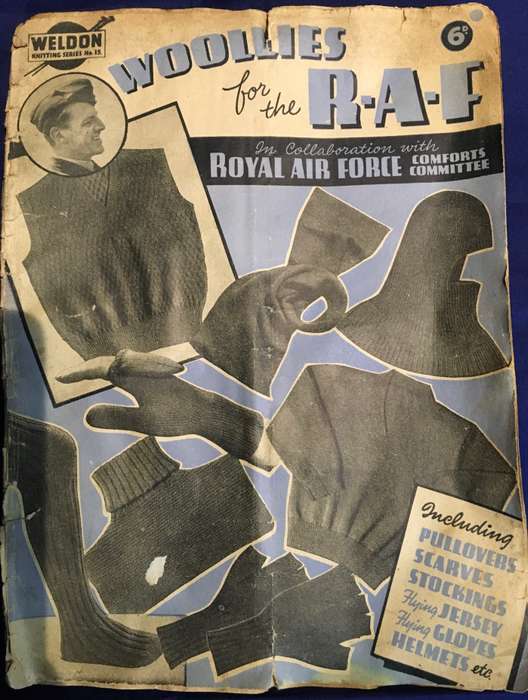 WELDON
KNITTING SERIES No. 15.
6D
WOOLLIES
for the
R·A·F
In Collaboration with
ROYAL AIR FORCE COMFORTS COMMITTEE
Including
PULLOVERS
SCARVES
STOCKINGS
Flying JERSEY
Flying GLOVES
HELMETS etc.